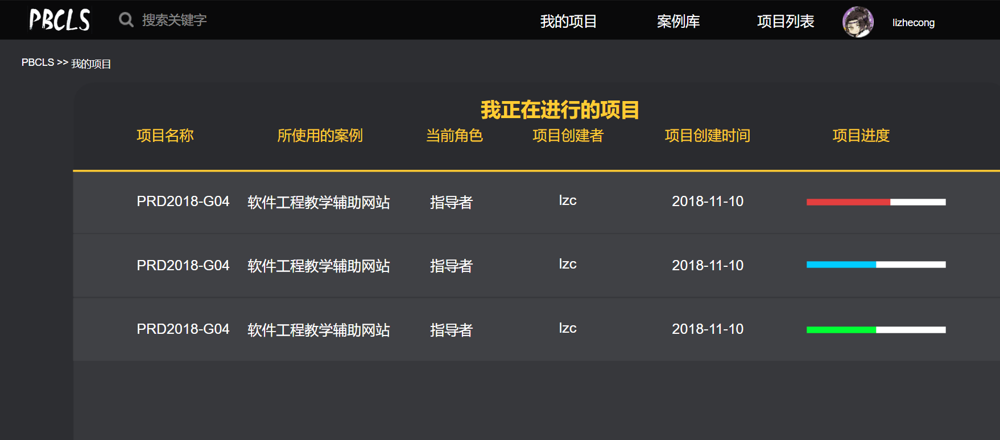 PBCLS 搜索关键字 我的项目 案例库 项目列表 lizhecong
PBCLS >> 我的项目
我正在进行的项目
项目名称 所使用的案例 当前角色 项目创建者 项目创建时间 项目进度
PRD2018-G04 软件工程教学辅助网站 指导者 lzc 2018-11-10
PRD2018-G04 软件工程教学辅助网站 指导者 lzc 2018-11-10
PRD2018-G04 软件工程教学辅助网站 指导者 lzc 2018-11-10